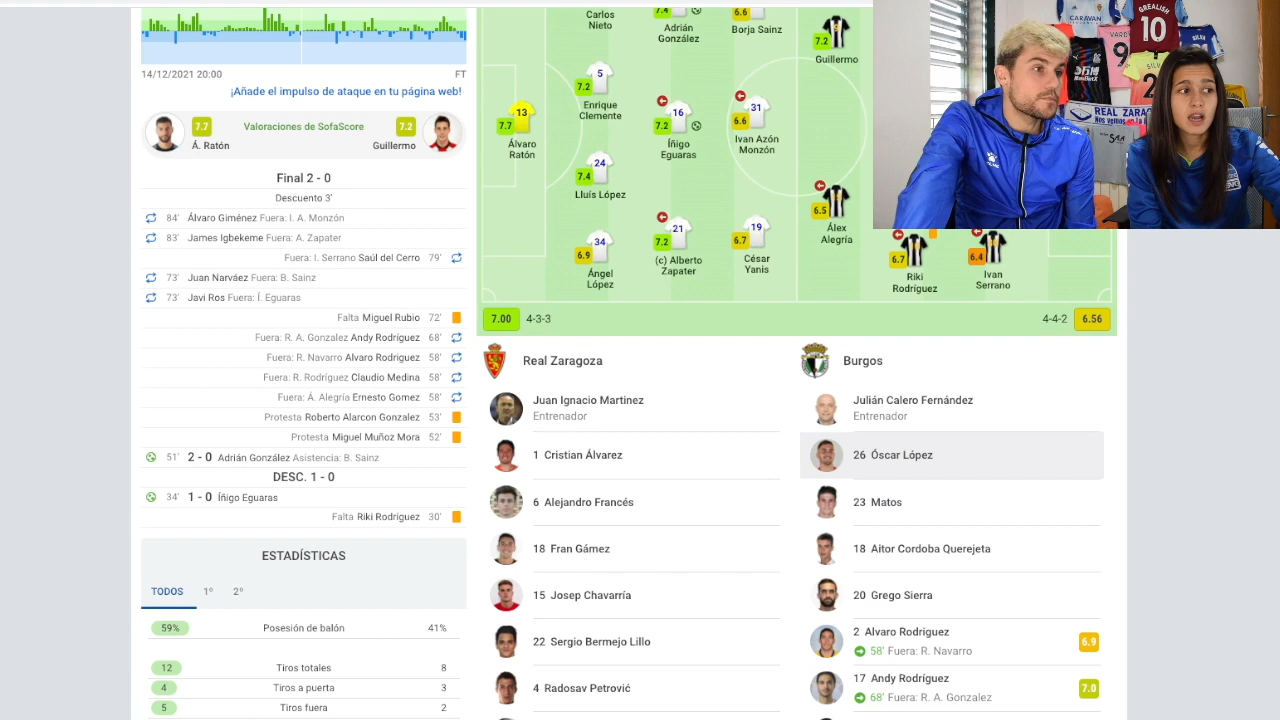 14/12/2021 20:00
FT
¡Añade el impulso de ataque en tu página web!
7.7
Á. Ratón
Valoraciones de SofaScore
7.2
Guillermo
Final 2 - 0
Descuento 3'
84' Álvaro Giménez Fuera: I. A. Monzón
83' James Igbekeme Fuera: A. Zapater
Fuera: I. Serrano Saúl del Cerro 79'
73' Juan Narváez Fuera: B. Sainz
73' Javi Ros Fuera: Í. Eguaras
Falta Miguel Rubio 72'
Fuera: R. A. Gonzalez Andy Rodríguez 68'
Fuera: R. Navarro Alvaro Rodriguez 58'
Fuera: R. Rodríguez Claudio Medina 58'
Fuera: Á. Alegría Ernesto Gomez 58'
Protesta Roberto Alarcon Gonzalez 53'
Protesta Miguel Muñoz Mora 52'
51' 2 - 0 Adrián González Asistencia: B. Sainz
DESC. 1 - 0
34' 1 - 0 Íñigo Eguaras
Falta Riki Rodríguez 30'
ESTADÍSTICAS
TODOS 1º 2º
59% Posesión de balón 41%
12 Tiros totales 8
4 Tiros a puerta 3
5 Tiros fuera 2
Carlos
Nieto
7.4
Adrián
González
6.6
Borja Sainz
7.2
Guillermo
5
7.2
Enrique
Clemente
13
7.7
Álvaro
Ratón
16
7.2
Íñigo
Eguaras
31
6.6
Ivan Azón
Monzón
24
7.4
Lluís López
6.5
Álex
Alegría
34
6.9
Ángel
López
21
7.2
(c) Alberto
Zapater
19
6.7
César
Yanis
6.7
Riki
Rodríguez
6.4
Ivan
Serrano
7.00 4-3-3
4-4-2 6.56
Real Zaragoza
Juan Ignacio Martinez
Entrenador
1 Cristian Álvarez
6 Alejandro Francés
18 Fran Gámez
15 Josep Chavarría
22 Sergio Bermejo Lillo
4 Radosav Petrović
Burgos
Julián Calero Fernández
Entrenador
26 Óscar López
23 Matos
18 Aitor Cordoba Querejeta
20 Grego Sierra
2 Alvaro Rodriguez
58' Fuera: R. Navarro
6.9
17 Andy Rodríguez
68' Fuera: R. A. Gonzalez
7.0
CARAVAN
GREALISH
10
VARDY
9
SILVA
2
REAL ZARAGOZA